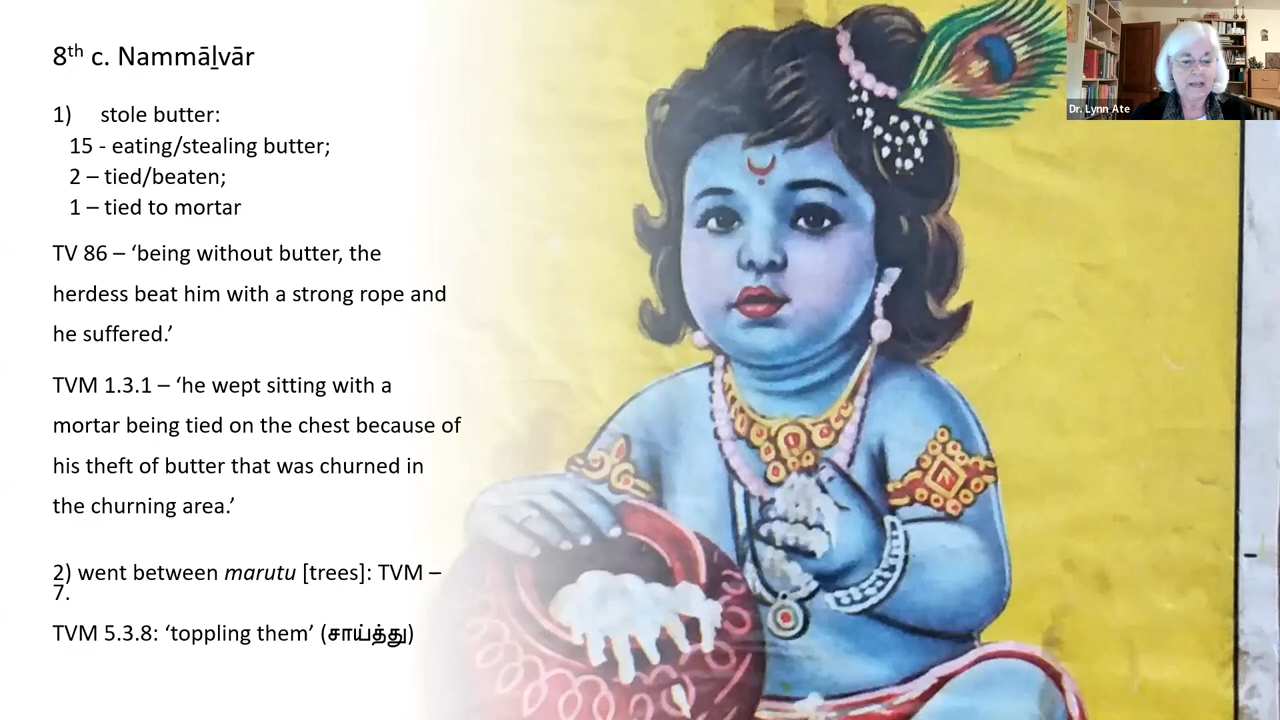 8th c. Nammāḻvār
1) stole butter:
15 - eating/stealing butter;
2 – tied/beaten;
1 – tied to mortar
TV 86 – ‘being without butter, the
herdess beat him with a strong rope and
he suffered.’
TVM 1.3.1 – ‘he wept sitting with a
mortar being tied on the chest because of
his theft of butter that was churned in
the churning area.’
2) went between marutu [trees]: TVM –
7.
TVM 5.3.8: ‘toppling them’ (சாய்த்து)
Dr. Lynn Ate